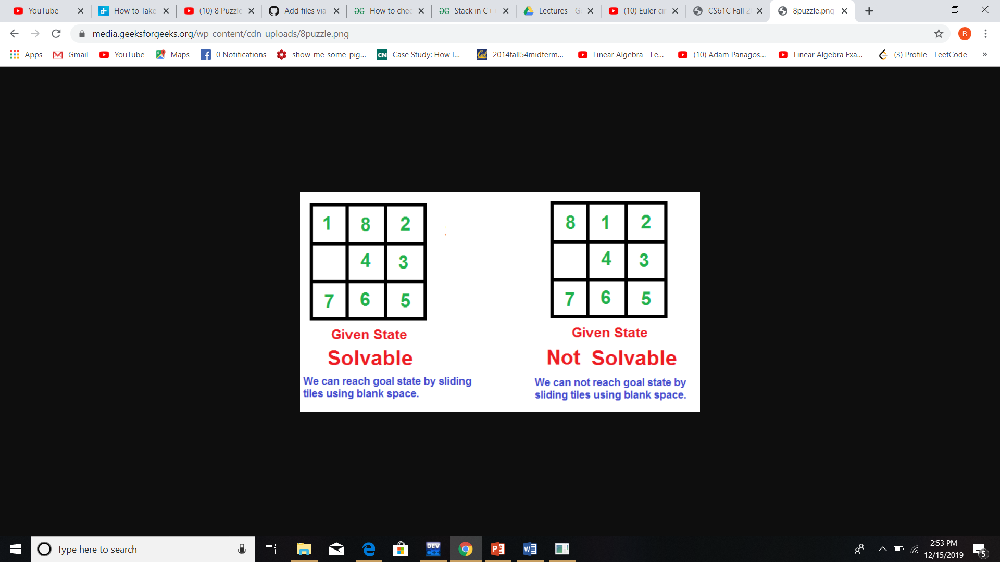 YouTube
How to Take
(10) 8 Puzzle
Add files via
How to chec
Stack in C++
Lectures - G
(10) Euler cir
CS61C Fall 2
8puzzle.png
media.geeksforgeeks.org/wp-content/cdn-uploads/8puzzle.png
R
Apps
Gmail
YouTube
Maps
0 Notifications
show-me-some-pig...
CN
Case Study: How I...
Cal
2014fall54midterm...
Linear Algebra - Le...
(10) Adam Panagos...
Linear Algebra Exa...
(3) Profile - LeetCode
»
1 8 2
4 3
7 6 5
Given State
Solvable
We can reach goal state by sliding
tiles using blank space.
8 1 2
4 3
7 6 5
Given State
Not Solvable
We can not reach goal state by
sliding tiles using blank space.
Type here to search
DEV
C++
2:53 PM
12/15/2019
5